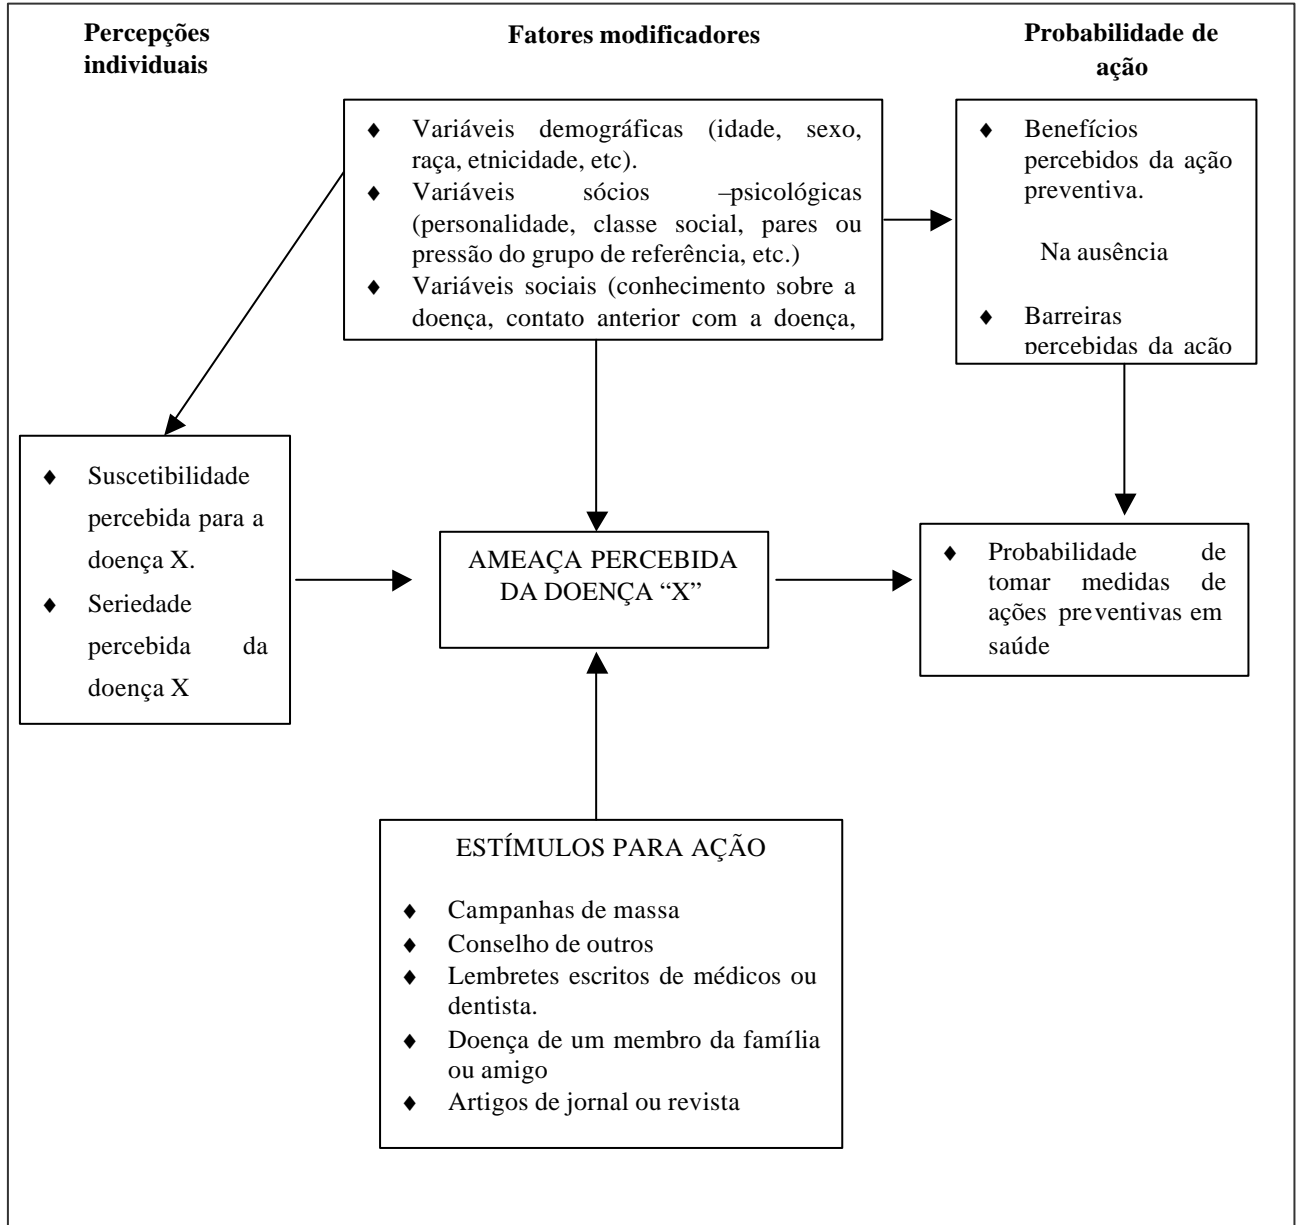 Percepções
individuais
Fatores modificadores
Probabilidade de
ação
♦ Variáveis demográficas (idade, sexo,
raça, etnicidade, etc).
♦ Variáveis sócios –psicológicas
(personalidade, classe social, pares ou
pressão do grupo de referência, etc.)
♦ Variáveis sociais (conhecimento sobre a
doença, contato anterior com a doença,
♦ Benefícios
percebidos da ação
preventiva.
Na ausência
♦ Barreiras
percebidas da ação
♦ Suscetibilidade
percebida para a
doença X.
♦ Seriedade
percebida da
doença X
AMEAÇA PERCEBIDA
DA DOENÇA “X”
♦ Probabilidade de
tomar medidas de
ações preventivas em
saúde
ESTÍMULOS PARA AÇÃO
♦ Campanhas de massa
♦ Conselho de outros
♦ Lembretes escritos de médicos ou
dentista.
♦ Doença de um membro da família
ou amigo
♦ Artigos de jornal ou revista